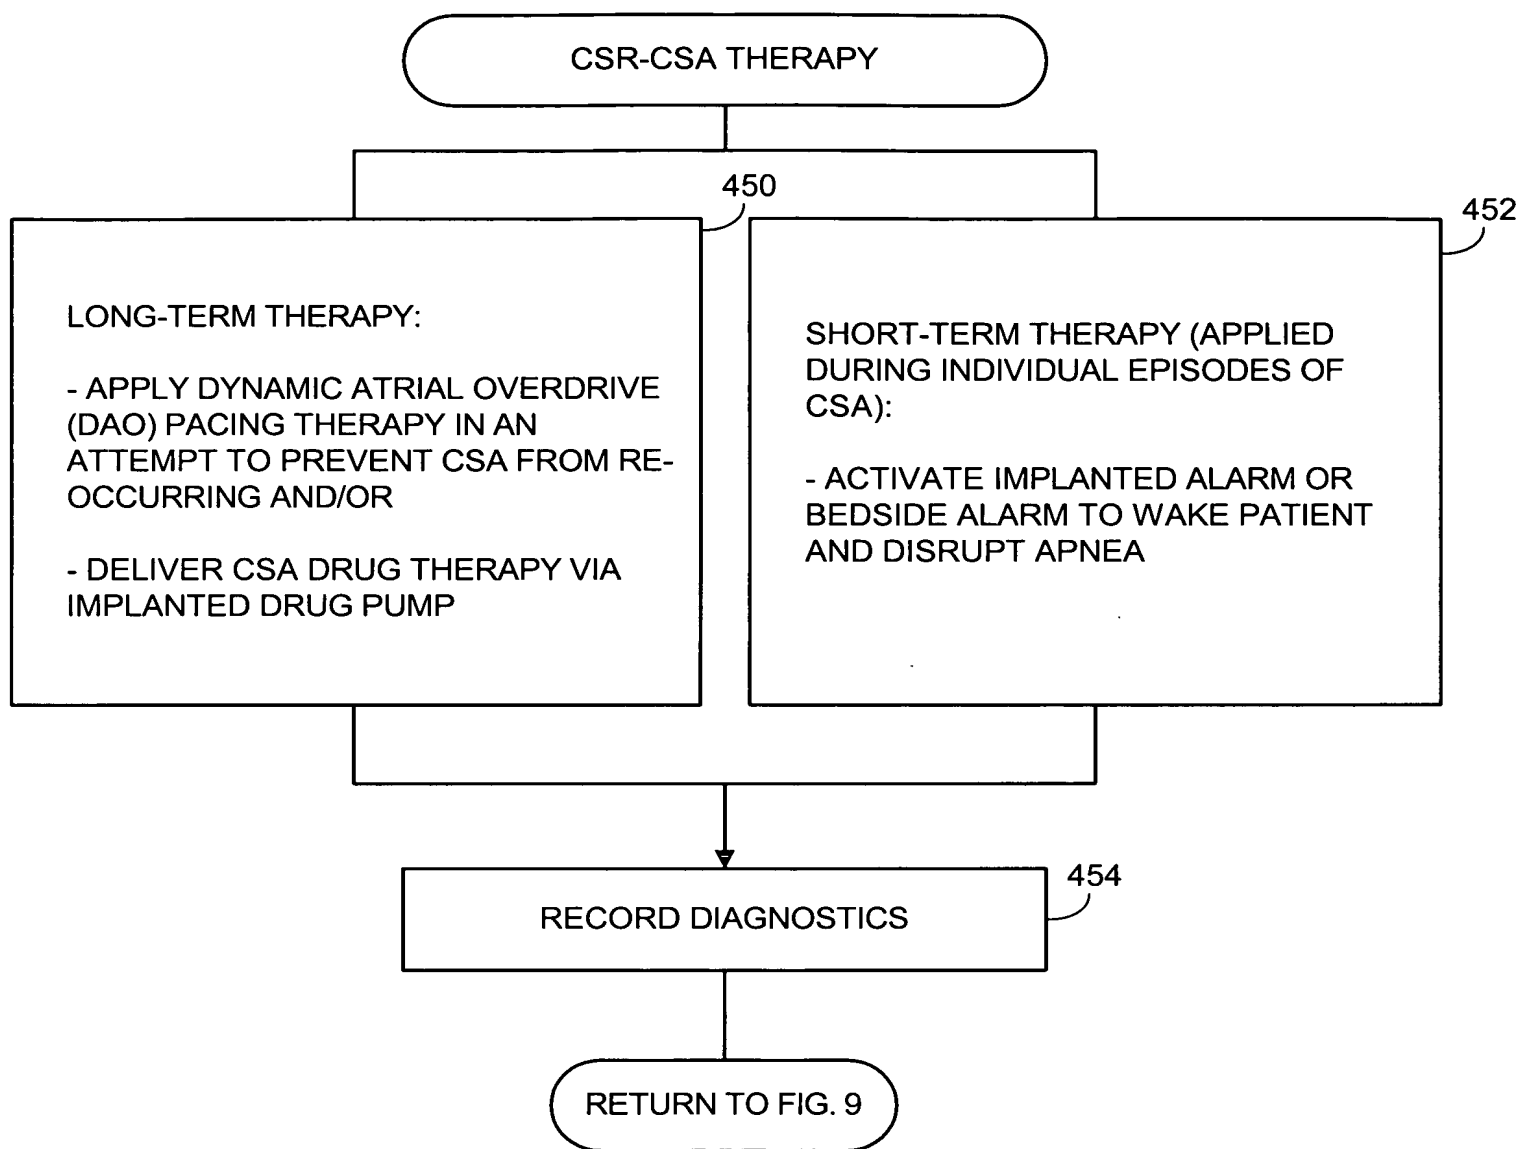 CSR-CSA THERAPY
450
452
LONG-TERM THERAPY:
- APPLY DYNAMIC ATRIAL OVERDRIVE
(DAO) PACING THERAPY IN AN
ATTEMPT TO PREVENT CSA FROM RE-
OCCURRING AND/OR
- DELIVER CSA DRUG THERAPY VIA
IMPLANTED DRUG PUMP
SHORT-TERM THERAPY (APPLIED
DURING INDIVIDUAL EPISODES OF
CSA):
- ACTIVATE IMPLANTED ALARM OR
BEDSIDE ALARM TO WAKE PATIENT
AND DISRUPT APNEA
454
RECORD DIAGNOSTICS
RETURN TO FIG. 9